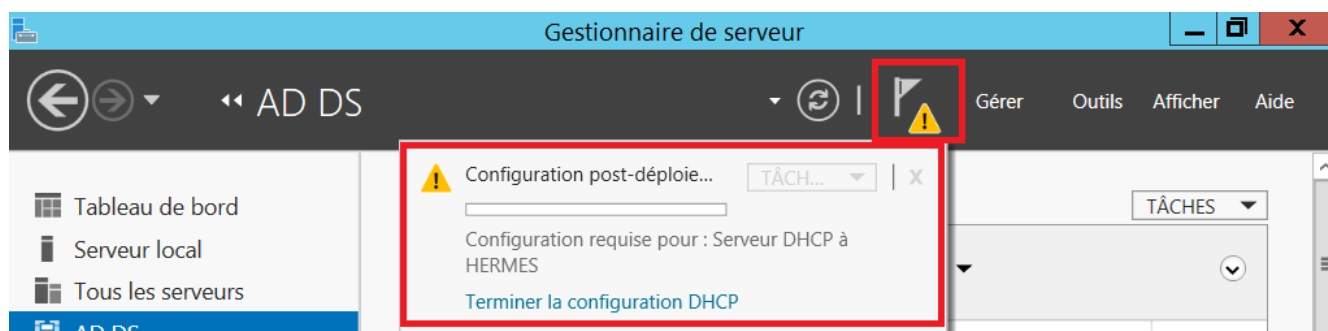 Gestionnaire de serveur
AD DS
Gérer Outils Afficher Aide
Configuration post-déploie... TÂCH... X
Configuration requise pour : Serveur DHCP à
HERMES
Terminer la configuration DHCP
Tableau de bord
Serveur local
Tous les serveurs
AD DS
TÂCHES